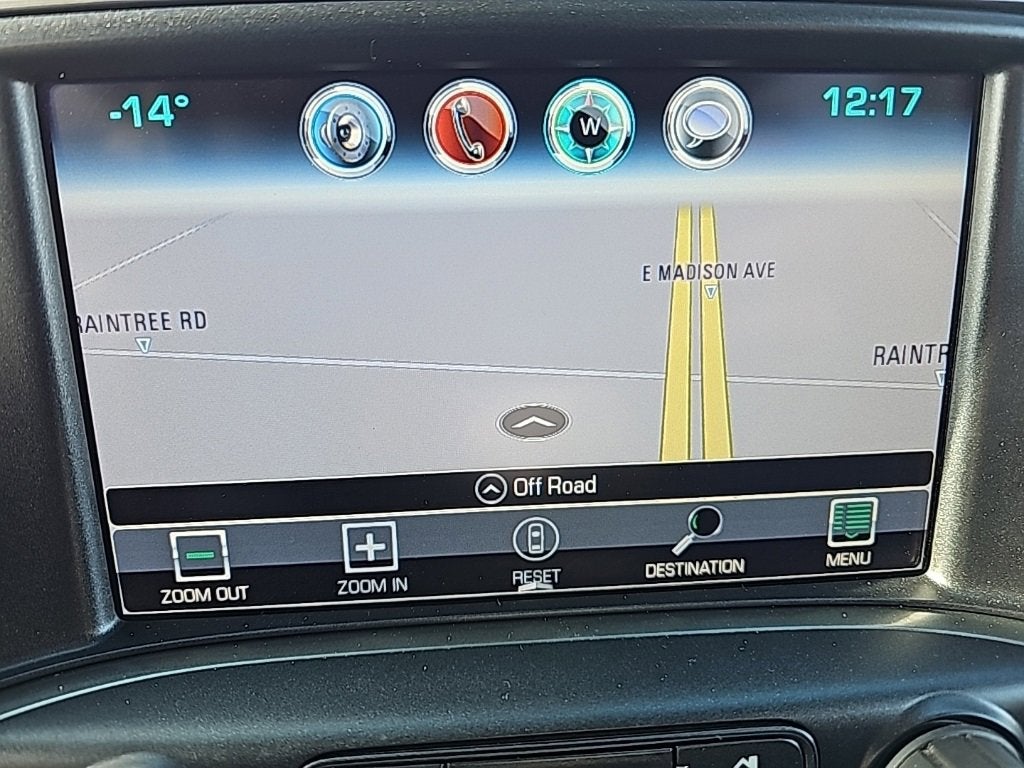 -14°
W
12:17
E MADISON AVE
RAINTREE RD
RAINTR
Off Road
ZOOM OUT
ZOOM IN
RESET
DESTINATION
MENU